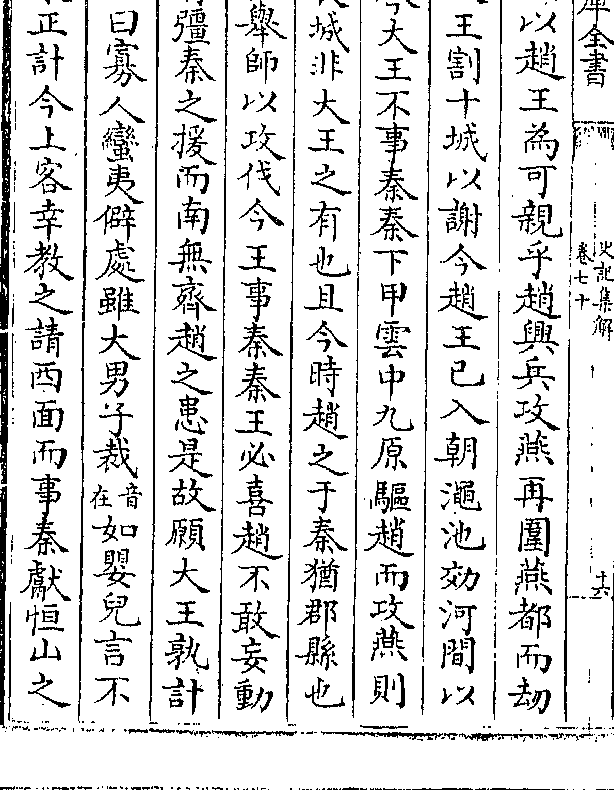 庫全書
史記集解
卷七十
十六
以趙王為可親乎趙興兵攻燕再圍燕都而劫
王割十城以謝今趙王已入朝澠池効河間以
今大王不事秦秦下甲雲中九原驅趙而攻燕則
城非大王之有也且今時趙之于秦猶郡縣也
舉師以攻伐今王事秦秦王必喜趙不敢妄動
彊秦之援而南無齊趙之患是故願大王孰計
曰寡人蠻夷僻處雖大男子裁音在如嬰兒言不
正計今上客幸教之請西面而事秦獻恒山之